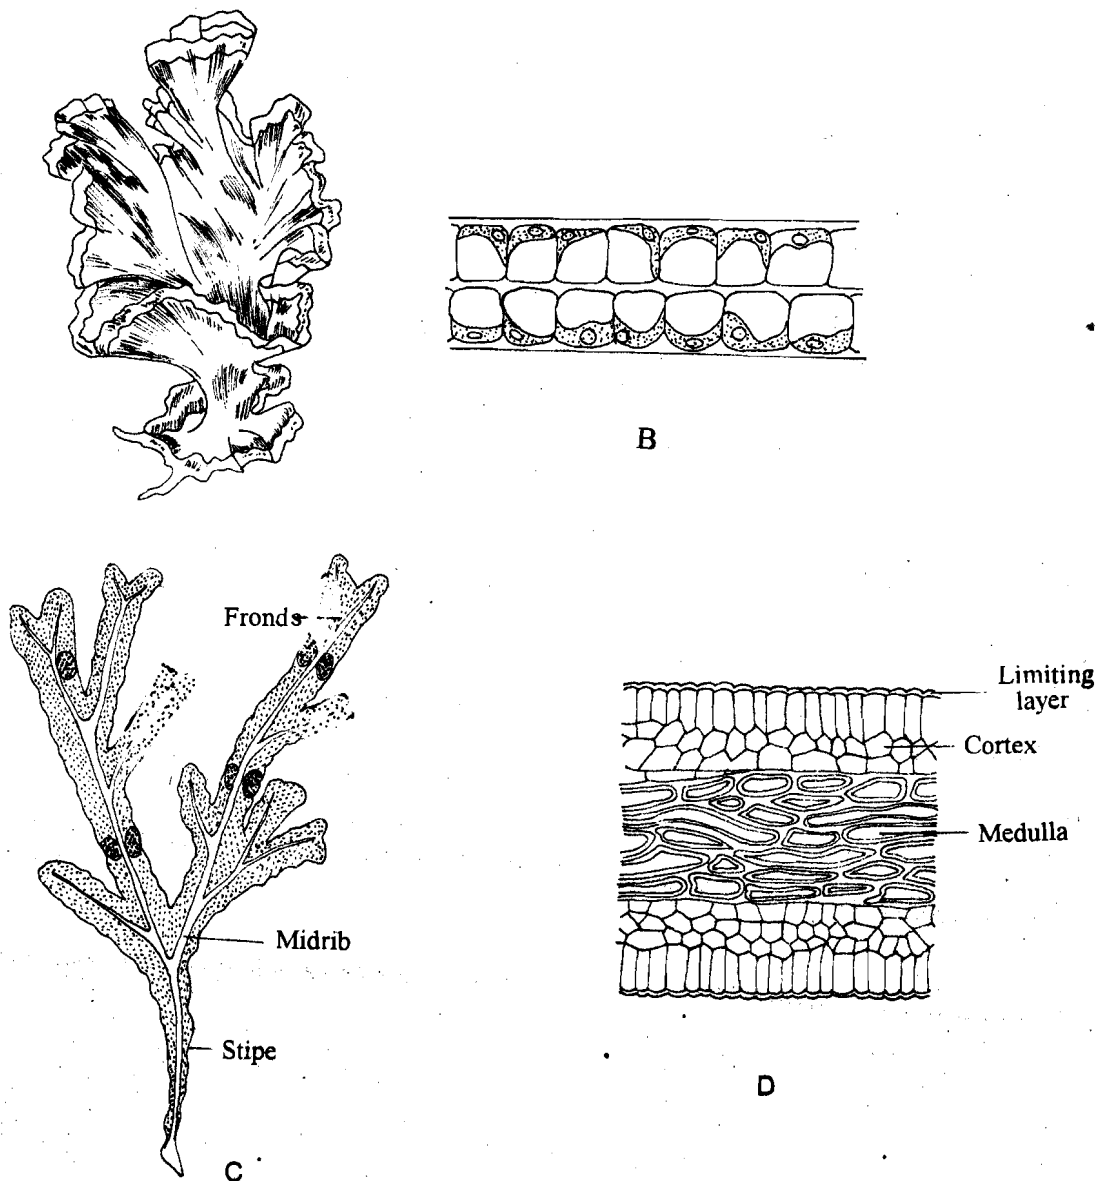 B
Fronds
Limiting
layer
Cortex
Medulla
Midrib
Stipe
D
C